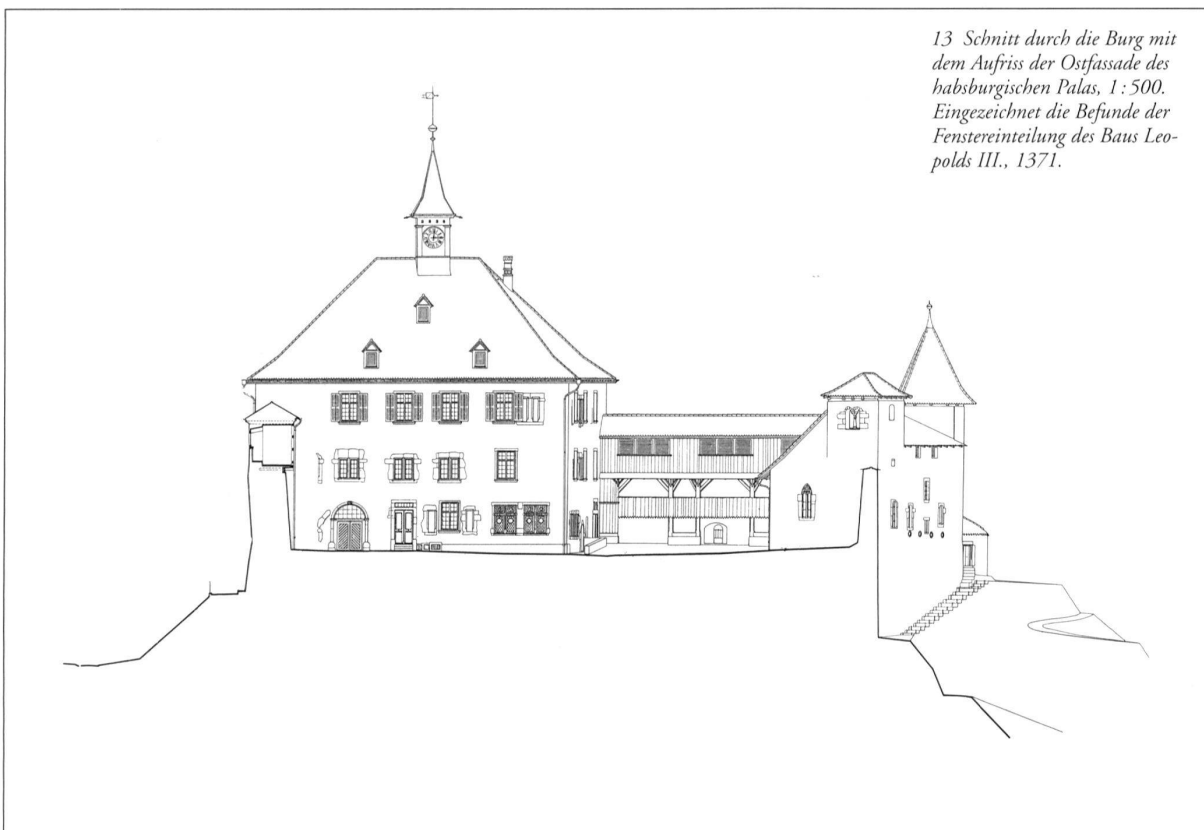 13 Schnitt durch die Burg mit
dem Aufriss der Ostfassade des
habsburgischen Palas, 1 : 500.
Eingezeichnet die Befunde der
Fenstereinteilung des Baus Leo-
polds III., 1371.